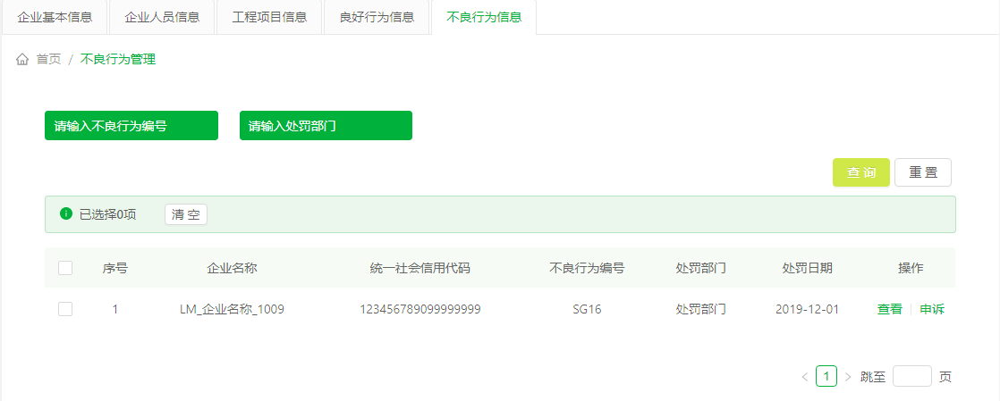 企业基本信息 企业人员信息 工程项目信息 良好行为信息 不良行为信息
首页 / 不良行为管理
请输入不良行为编号 请输入处罚部门
查 询 重 置
已选择0项 清 空
序号 企业名称 统一社会信用代码 不良行为编号 处罚部门 处罚日期 操作
1 LM_企业名称_1009 123456789099999999 SG16 处罚部门 2019-12-01 查看 申诉
< 1 > 跳至 页